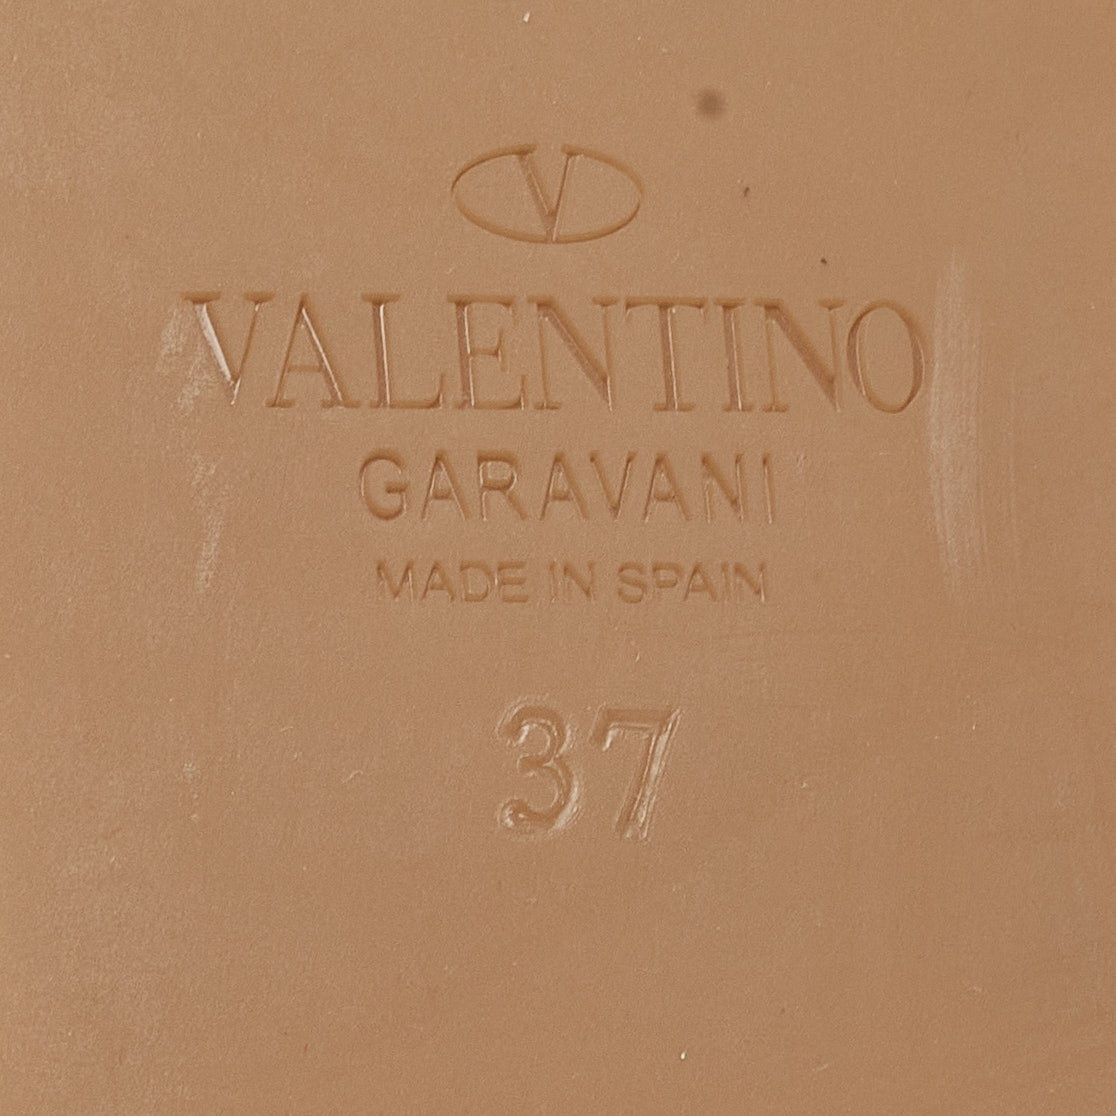 V
VALENTINO
GARAVANI
MADE IN SPAIN
37